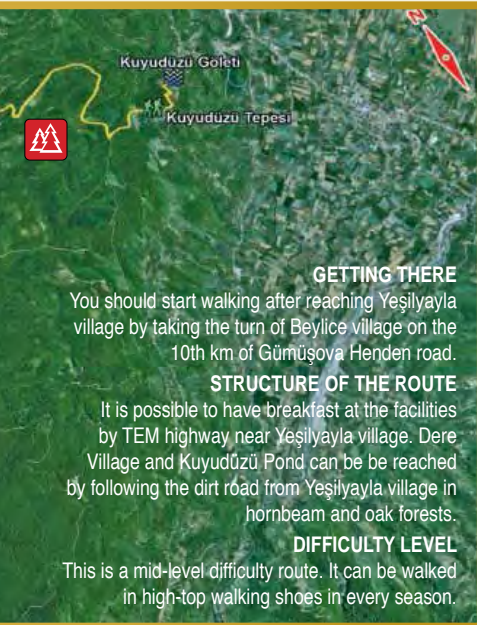 N
Kuyudüzü Göleti
Kuyudüzü Tepesi
GETTING THERE
You should start walking after reaching Yeşilyayla
village by taking the turn of Beylice village on the
10th km of Gümüşova Henden road.
STRUCTURE OF THE ROUTE
It is possible to have breakfast at the facilities
by TEM highway near Yeşilyayla village. Dere
Village and Kuyudüzü Pond can be be reached
by following the dirt road from Yeşilyayla village in
hornbeam and oak forests.
DIFFICULTY LEVEL
This is a mid-level difficulty route. It can be walked
in high-top walking shoes in every season.